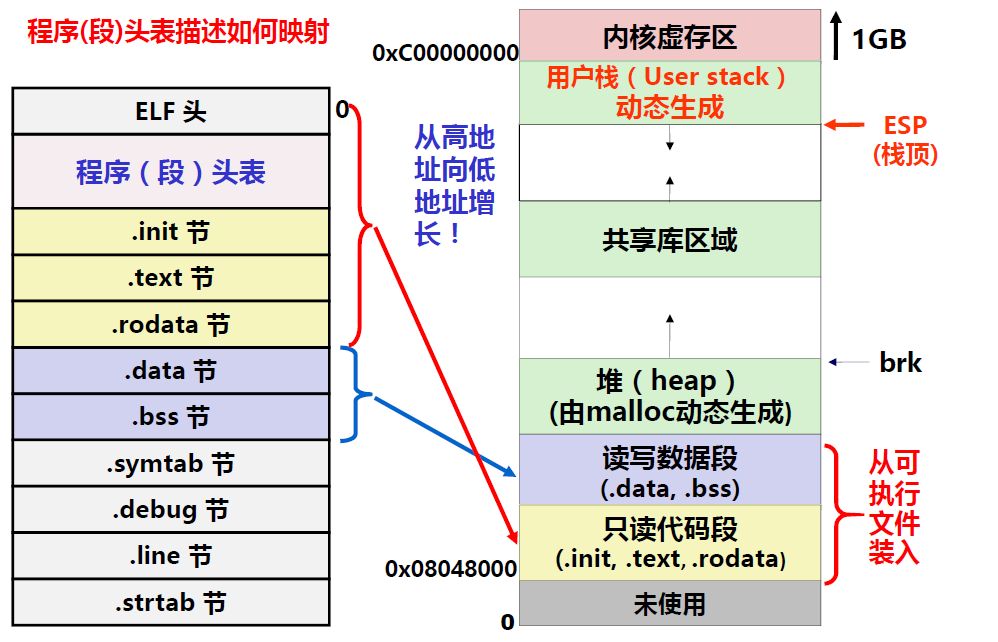 程序(段)头表描述如何映射
ELF 头
程序（段）头表
.init 节
.text 节
.rodata 节
.data 节
.bss 节
.symtab 节
.debug 节
.line 节
.strtab 节
0
从高地
址向低
地址增
长！
0xC00000000
内核虚存区
1GB
用户栈（User stack）
动态生成
ESP
(栈顶)
共享库区域
brk
堆（heap）
(由malloc动态生成)
读写数据段
(.data, .bss)
只读代码段
(.init, .text, .rodata)
从可
执行
文件
装入
0x08048000
未使用
0